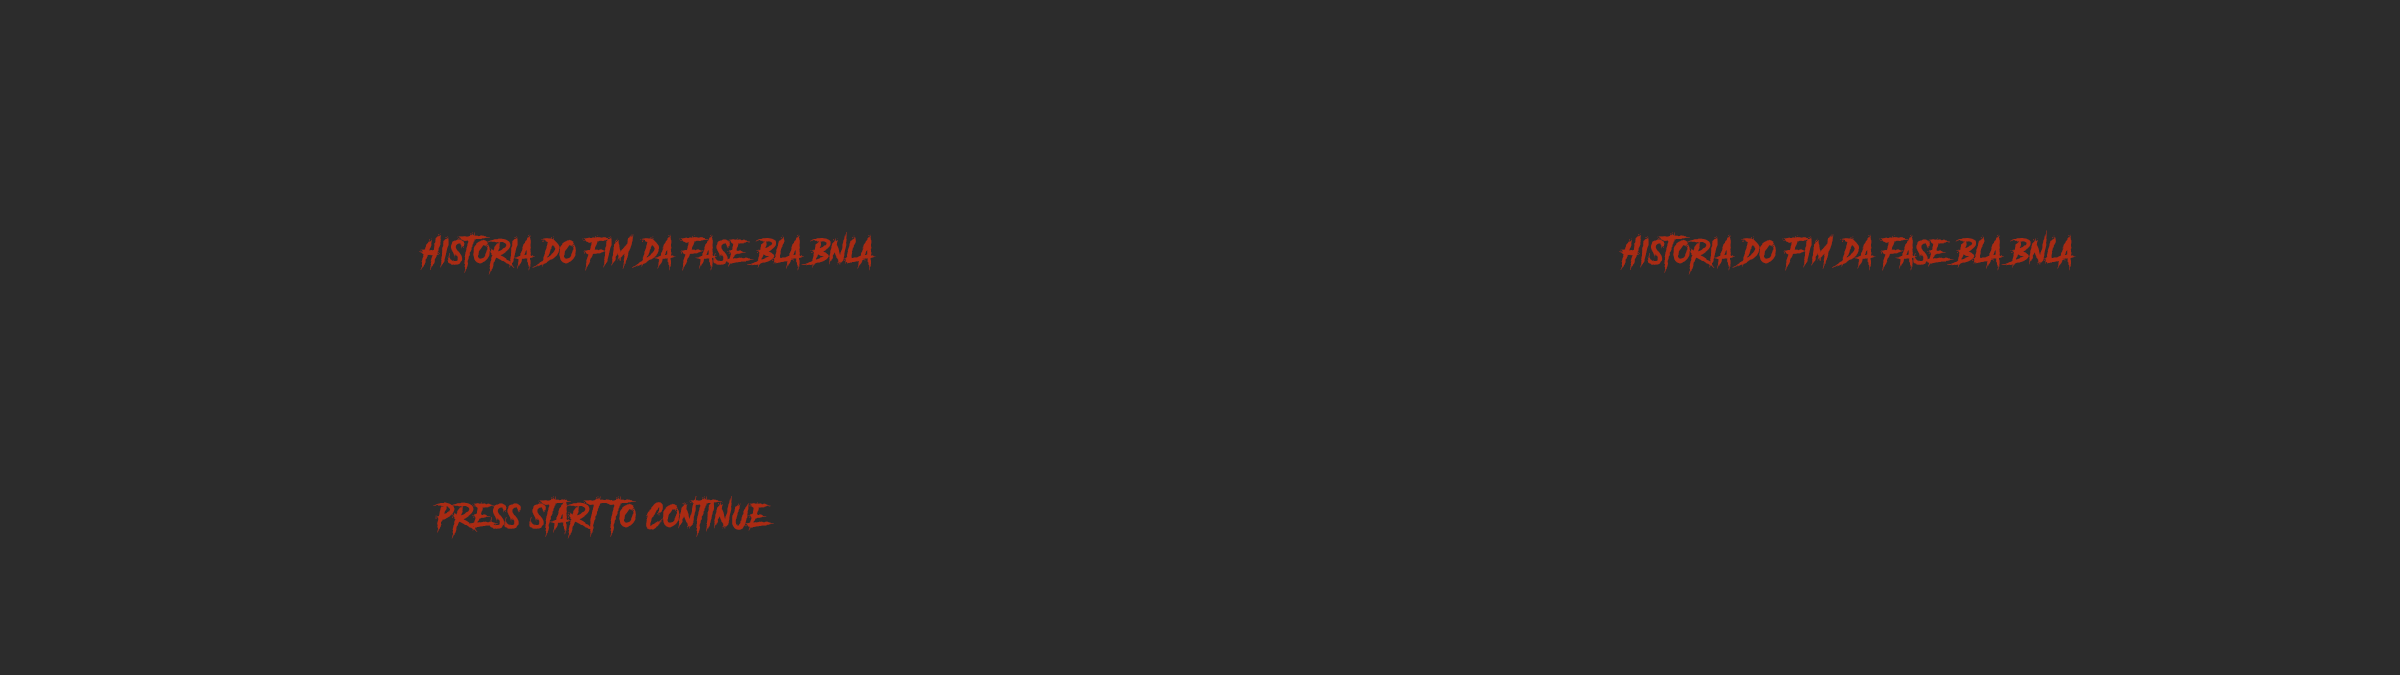 HISTORIA DO FIM DA FASE BLA BNLA
HISTORIA DO FIM DA FASE BLA BNLA
PRESS START TO CONTINUE